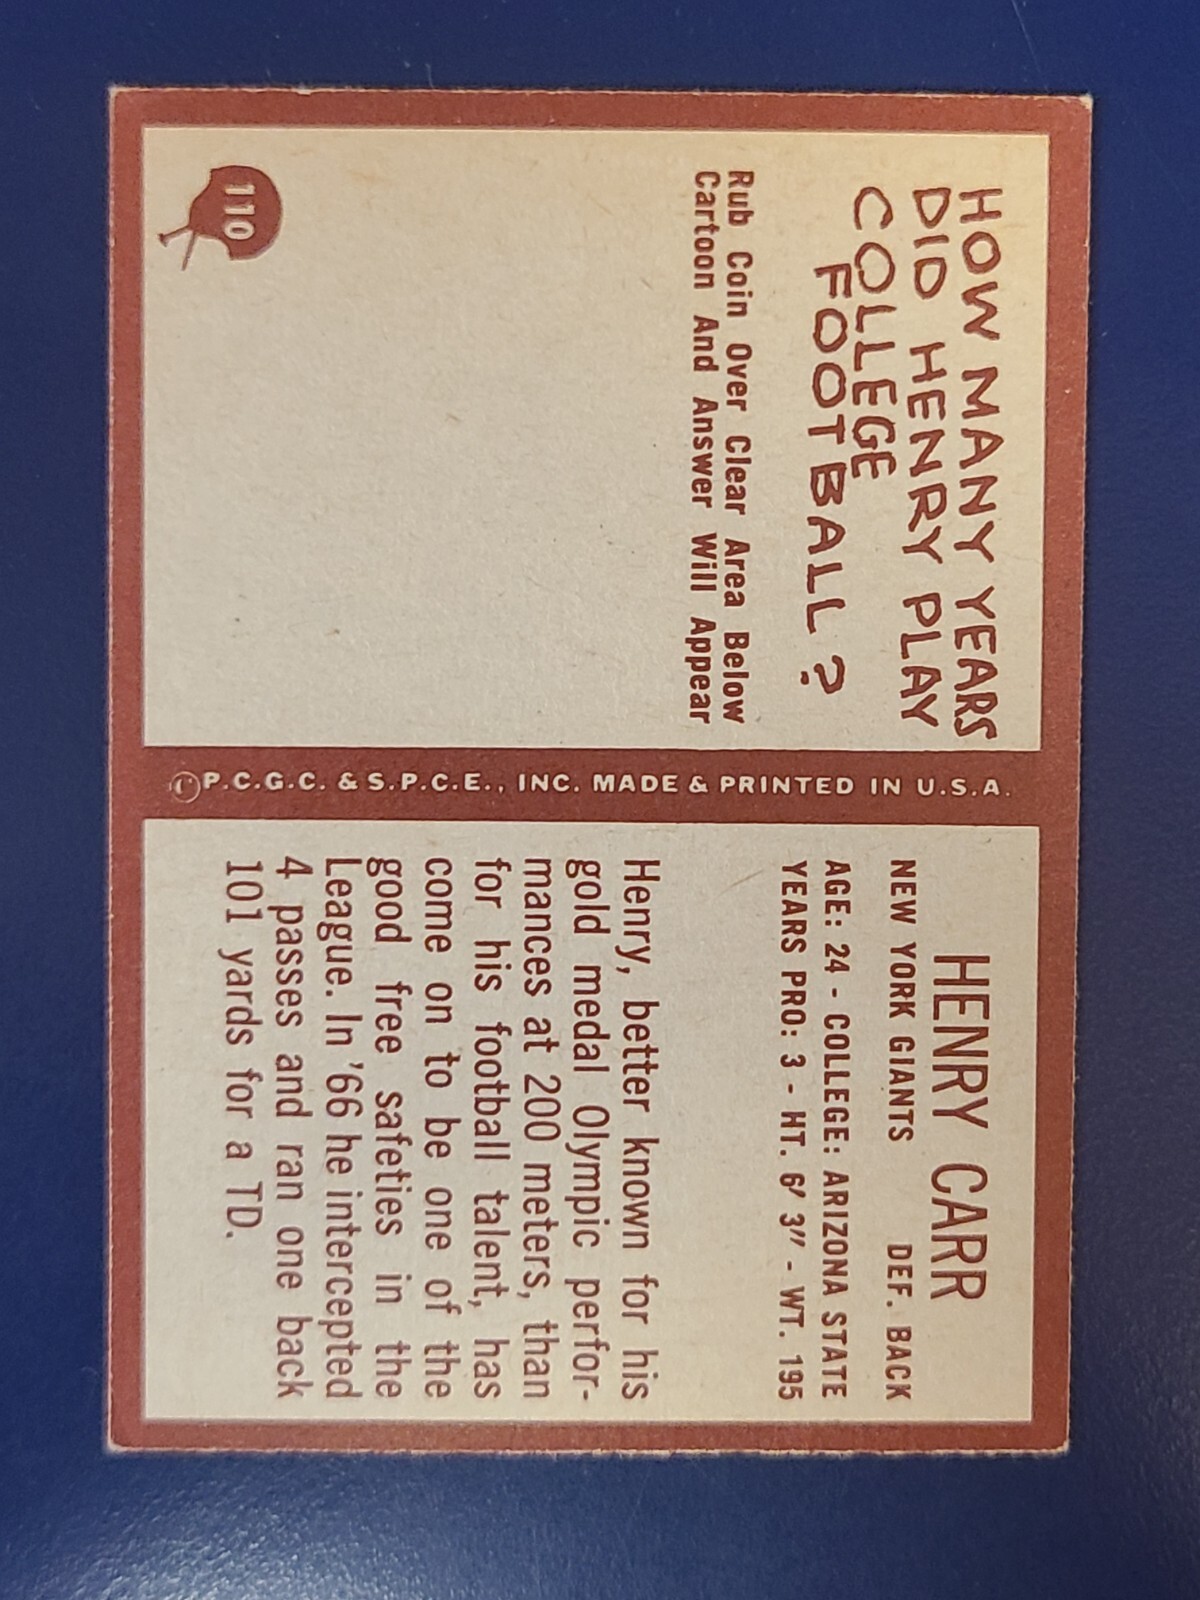 HOW MANY YEARS
DID HENRY PLAY
COLLEGE
FOOTBALL?
Rub Coin Over Clear Area Below
Cartoon And Answer Will Appear
110
©P.C.G.C. & S.P.C.E., INC. MADE & PRINTED IN U.S.A.
HENRY CARR
NEW YORK GIANTS DEF. BACK
AGE: 24 - COLLEGE: ARIZONA STATE
YEARS PRO: 3 - HT. 6' 3" - WT. 195
Henry, better known for his
gold medal Olympic perfor-
mances at 200 meters, than
for his football talent, has
come on to be one of the
good free safeties in the
League. In '66 he intercepted
4 passes and ran one back
101 yards for a TD.